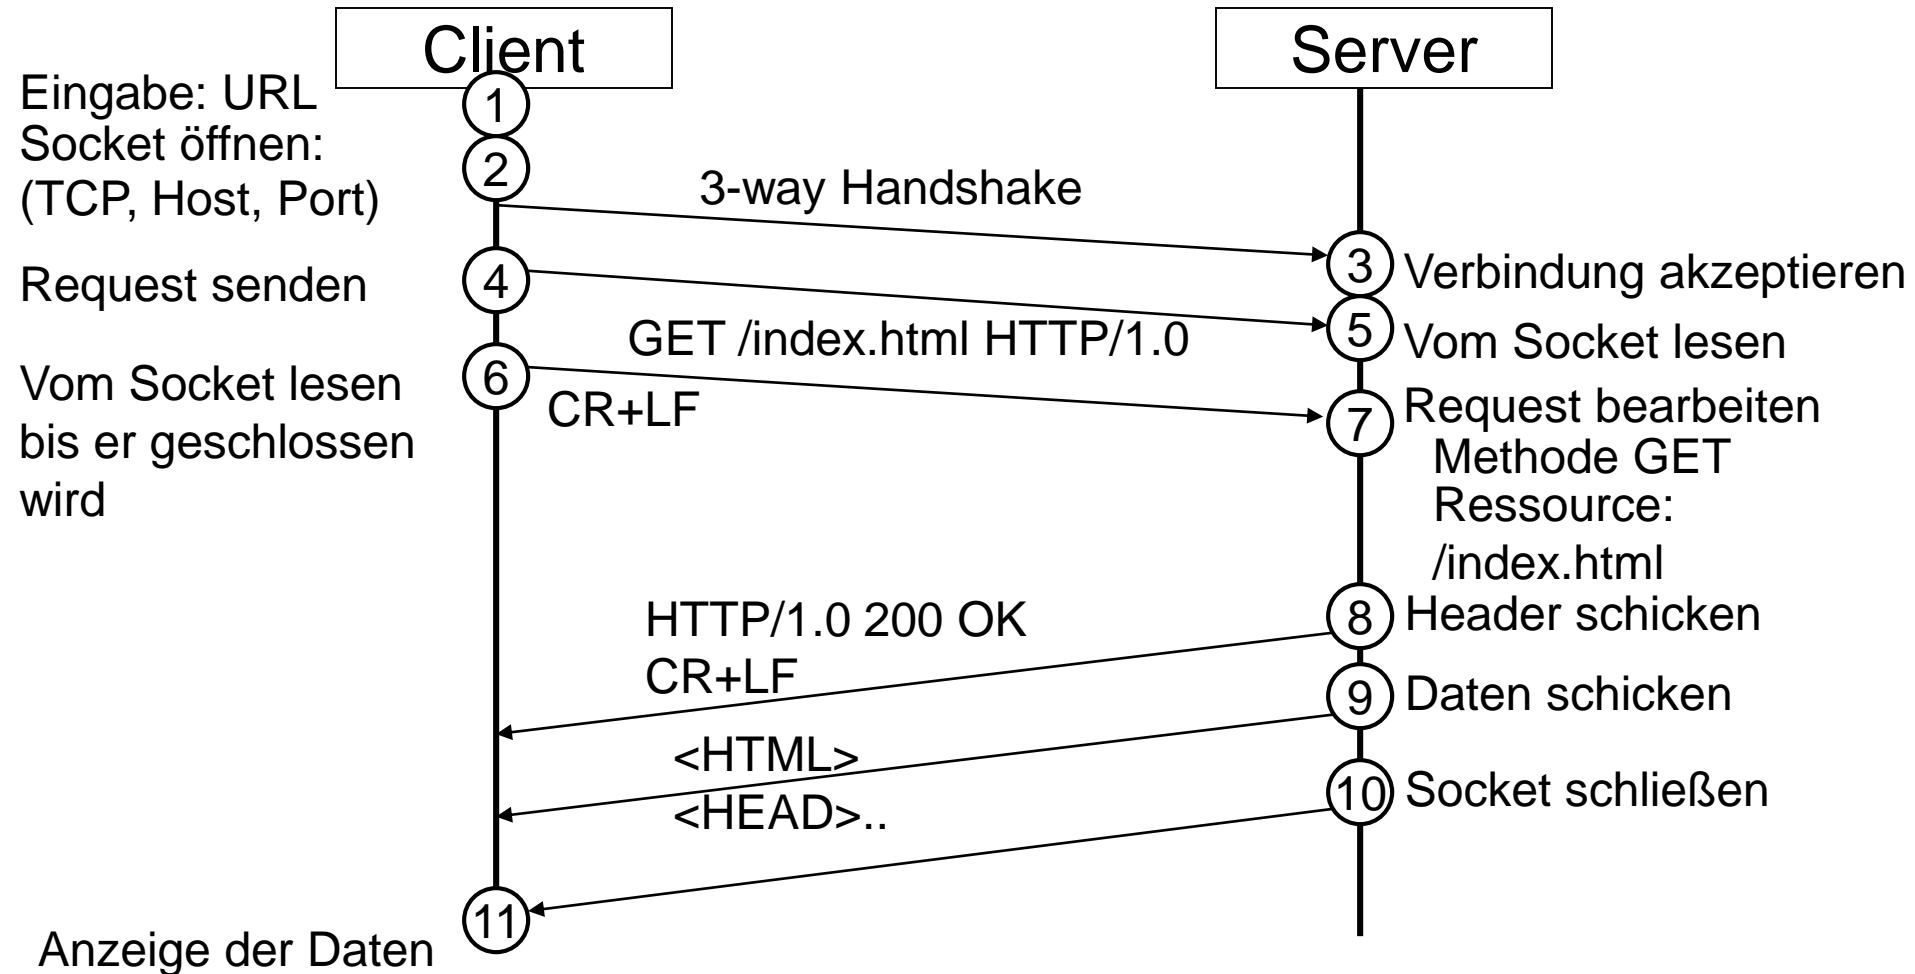 Client
Server
Eingabe: URL
1
Socket öffnen:
2
(TCP, Host, Port)
3-way Handshake
3
Verbindung akzeptieren
Request senden
4
GET /index.html HTTP/1.0
5
Vom Socket lesen
Vom Socket lesen
bis er geschlossen
wird
6
CR+LF
7
Request bearbeiten
Methode GET
Ressource:
/index.html
HTTP/1.0 200 OK
CR+LF
8
Header schicken
9
Daten schicken
<HTML>
<HEAD>..
10
Socket schließen
11
Anzeige der Daten